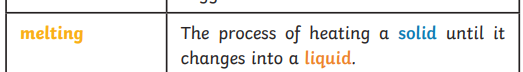 melting
The process of heating a solid until it
changes into a liquid.